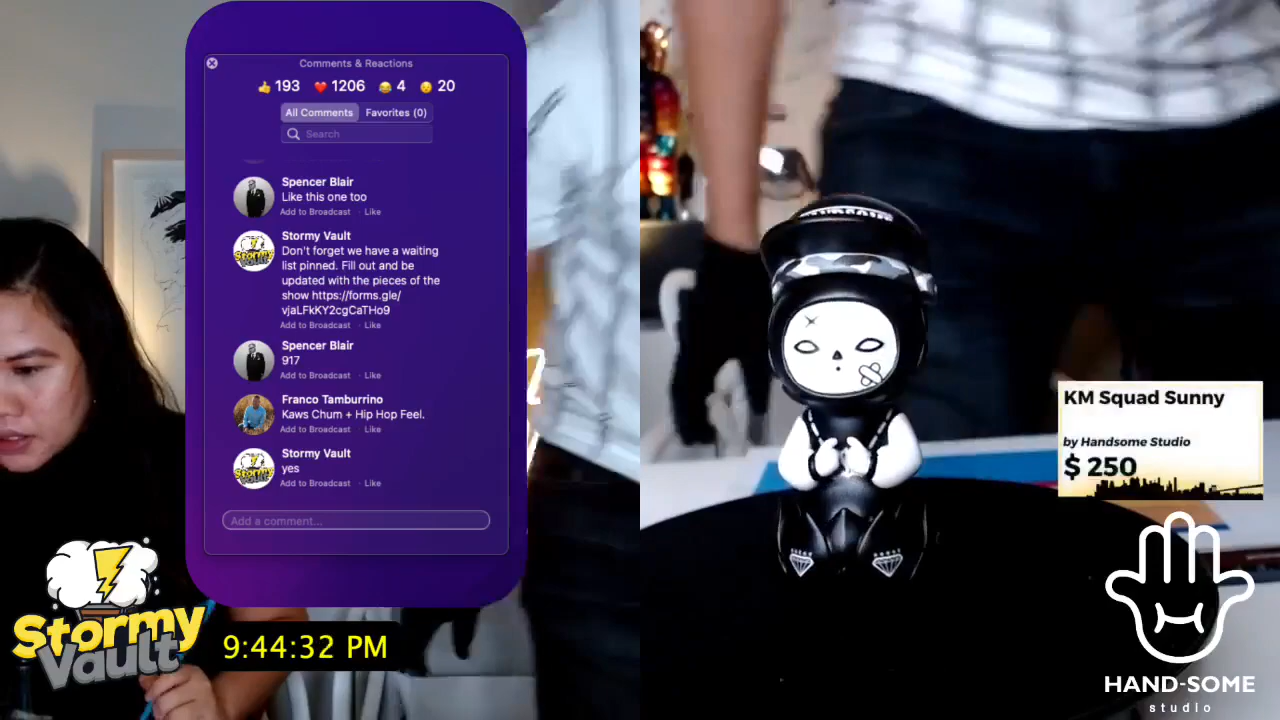 Comments & Reactions
👍 193 ❤️ 1206 😂 4 😢 20
All Comments Favorites (0)
Search
Spencer Blair
Like this one too
Add to Broadcast · Like
Stormy Vault
Don't forget we have a waiting
list pinned. Fill out and be
updated with the pieces of the
show https://forms.gle/
vjaLFkKY2cgCaTHo9
Add to Broadcast · Like
Spencer Blair
917
Add to Broadcast · Like
Franco Tamburrino
Kaws Chum + Hip Hop Feel.
Add to Broadcast · Like
Stormy Vault
yes
Add to Broadcast · Like
Add a comment...
Stormy
Vault
9:44:32 PM
KM Squad Sunny
by Handsome Studio
$ 250
HAND-SOME
studio